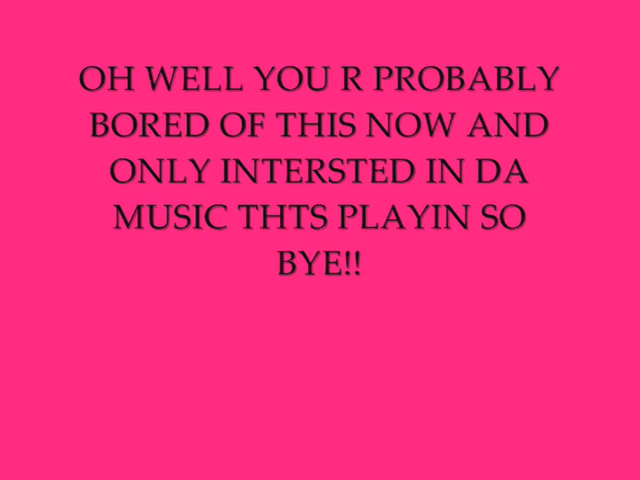 OH WELL YOU R PROBABLY
BORED OF THIS NOW AND
ONLY INTERSTED IN DA
MUSIC THTS PLAYIN SO
BYE!!